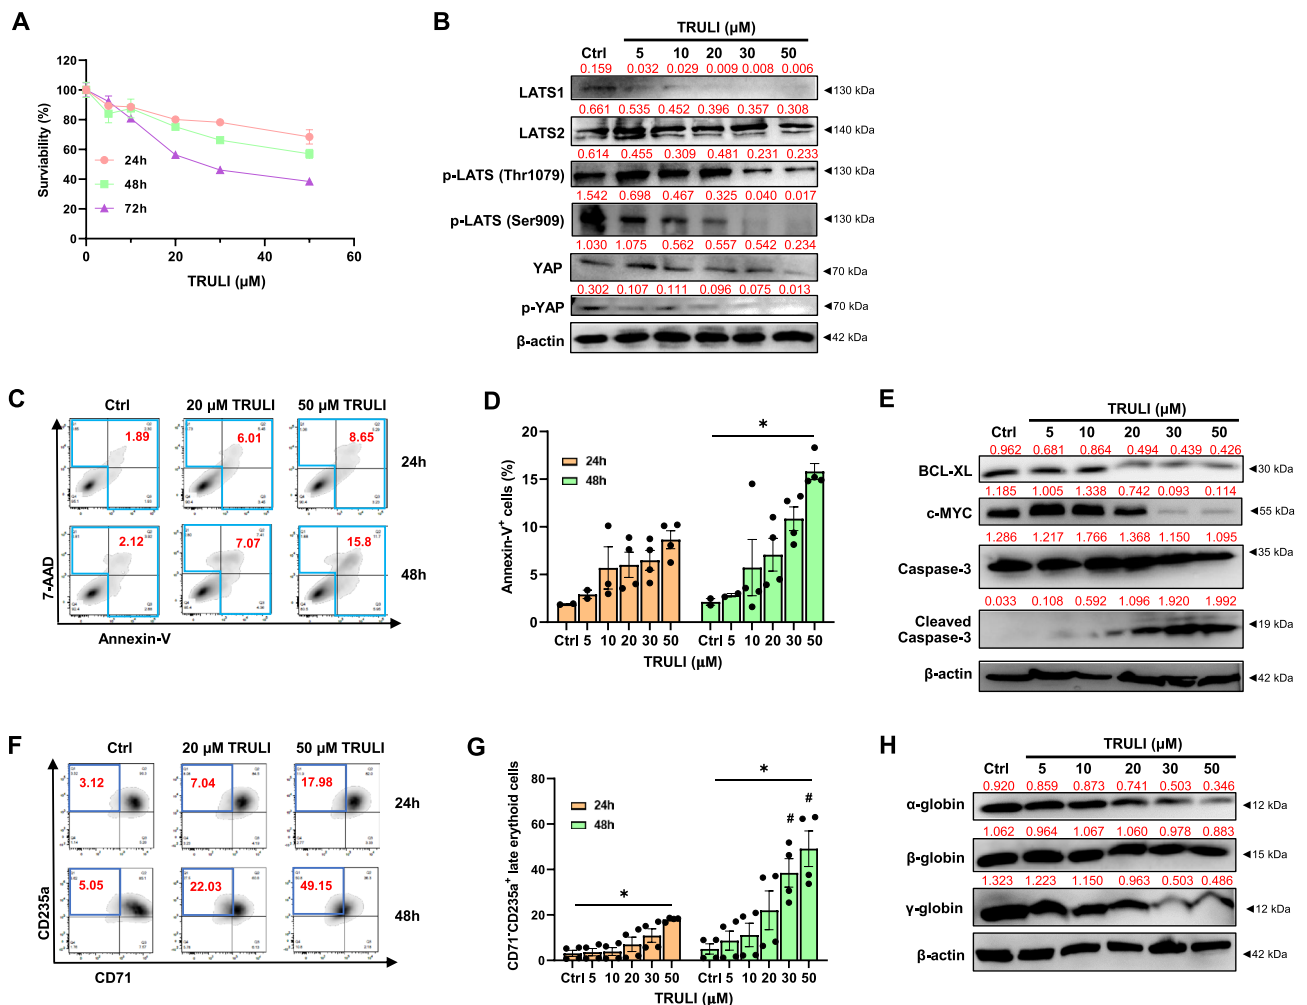 A
120
100
80
60
40
20
0
Surviability (%)
24h
48h
72h
0
20
40
60
TRULI (µM)
B
TRULI (µM)
Ctrl 5 10 20 30 50
0.159 0.032 0.029 0.009 0.008 0.006
LATS1 ◄130 kDa
0.661 0.535 0.452 0.396 0.357 0.308
LATS2 ◄140 kDa
0.614 0.455 0.309 0.481 0.231 0.233
p-LATS (Thr1079) ◄130 kDa
1.542 0.698 0.467 0.325 0.040 0.017
p-LATS (Ser909) ◄130 kDa
1.030 1.075 0.562 0.557 0.542 0.234
YAP ◄70 kDa
0.302 0.107 0.111 0.096 0.075 0.013
p-YAP ◄70 kDa
β-actin ◄42 kDa
C
Ctrl 20 µM TRULI 50 µM TRULI
1.89 6.01 8.65 24h
2.12 7.07 15.8 48h
7-AAD
Annexin-V
D
20
15
10
5
0
Annexin-V+ cells (%)
24h
48h
*
Ctrl 5 10 20 30 50 Ctrl 5 10 20 30 50
TRULI (µM)
E
TRULI (µM)
Ctrl 5 10 20 30 50
0.962 0.681 0.864 0.494 0.439 0.426
BCL-XL ◄30 kDa
1.185 1.005 1.338 0.742 0.093 0.114
c-MYC ◄55 kDa
1.286 1.217 1.766 1.368 1.150 1.095
Caspase-3 ◄35 kDa
0.033 0.108 0.592 1.096 1.920 1.992
Cleaved
Caspase-3 ◄19 kDa
β-actin ◄42 kDa
F
Ctrl 20 µM TRULI 50 µM TRULI
3.12 7.04 17.98 24h
5.05 22.03 49.15 48h
CD235a
CD71
G
80
60
40
20
0
CD71-CD235a+ late erythoid cells
24h
48h
*
*
#
#
Ctrl 5 10 20 30 50 Ctrl 5 10 20 30 50
TRULI (µM)
H
TRULI (µM)
Ctrl 5 10 20 30 50
0.920 0.859 0.873 0.741 0.503 0.346
α-globin ◄12 kDa
1.062 0.964 1.067 1.060 0.978 0.883
β-globin ◄15 kDa
1.323 1.223 1.150 0.963 0.503 0.486
γ-globin ◄12 kDa
β-actin ◄42 kDa